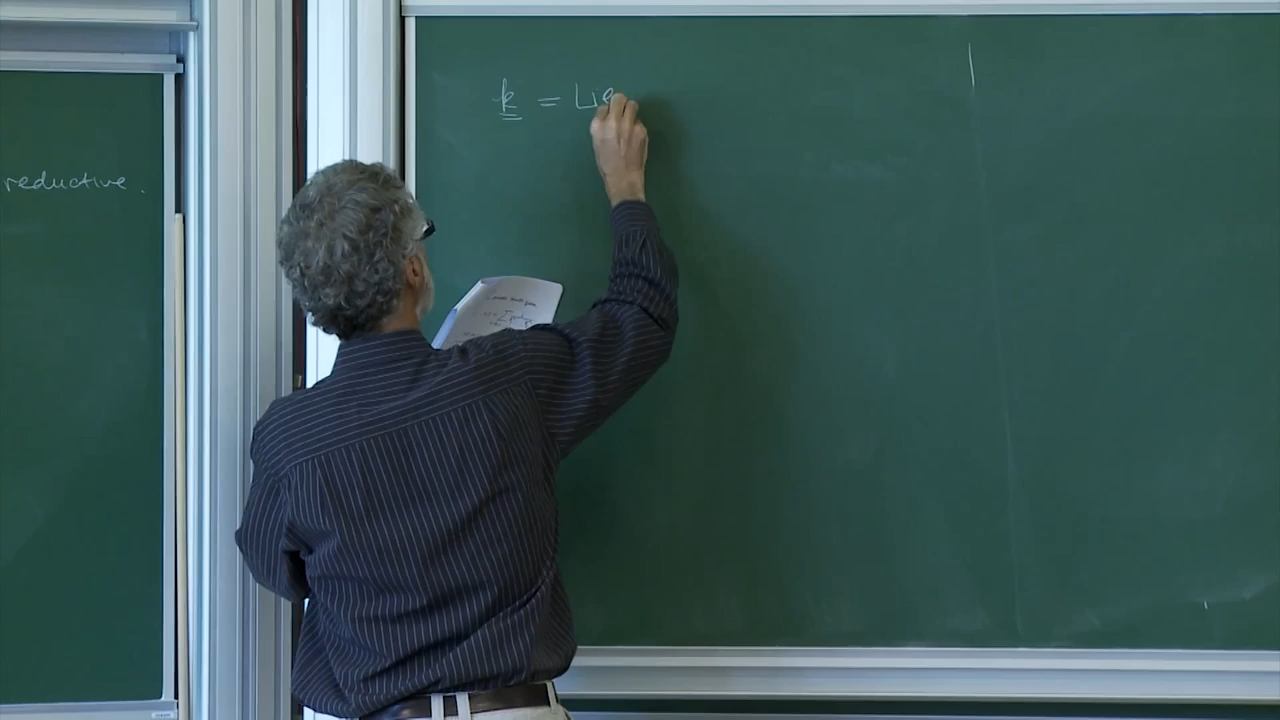 reductive.
k = Lie